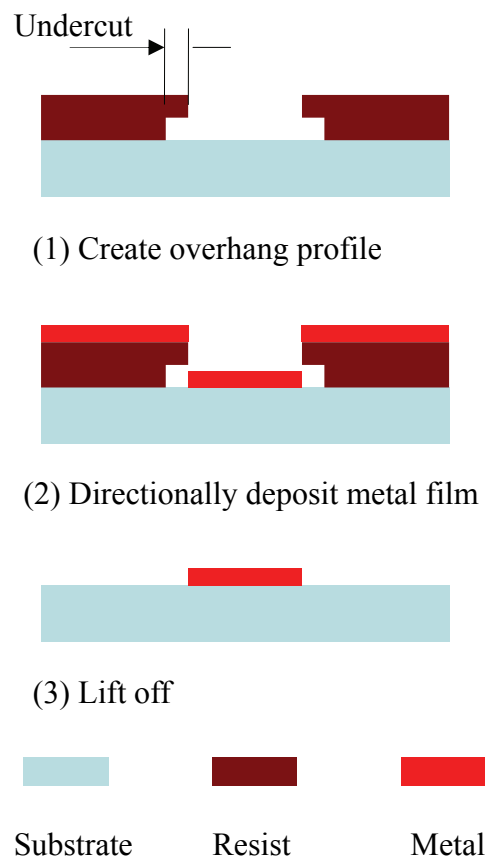 Undercut
(1) Create overhang profile
(2) Directionally deposit metal film
(3) Lift off
Substrate Resist Metal